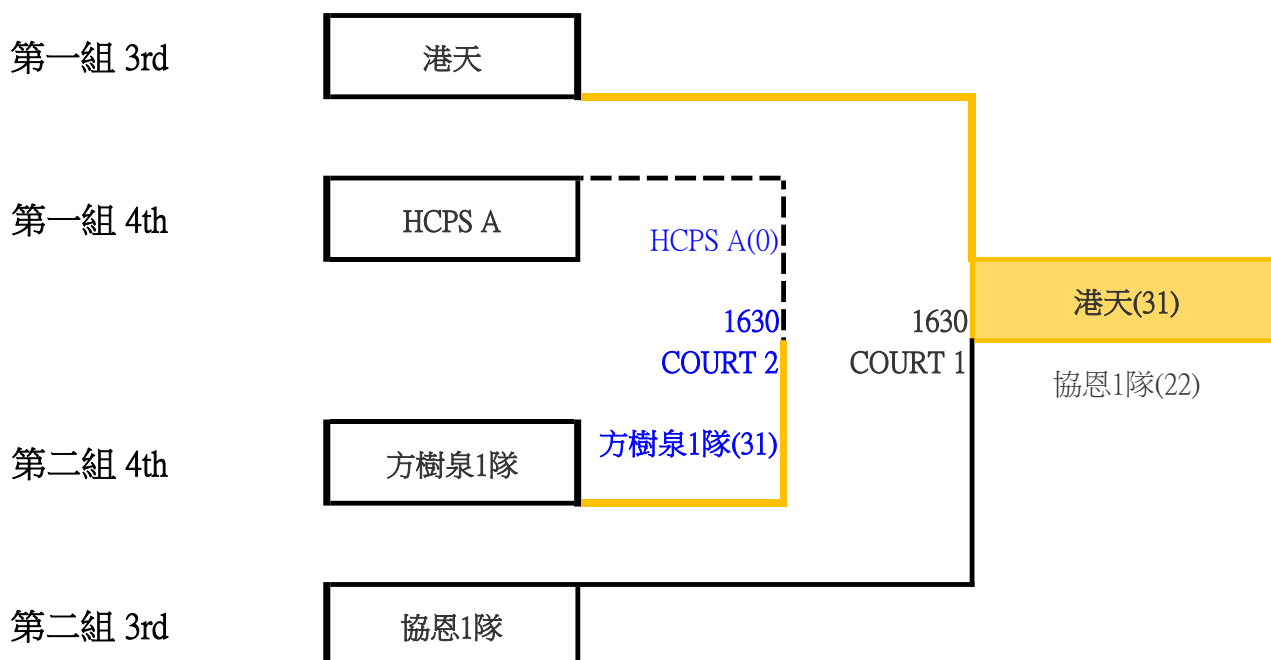 第一組 3rd
港天
第一組 4th
HCPS A
HCPS A(0)
1630
COURT 2
1630
COURT 1
港天(31)
協恩1隊(22)
方樹泉1隊(31)
第二組 4th
方樹泉1隊
第二組 3rd
協恩1隊